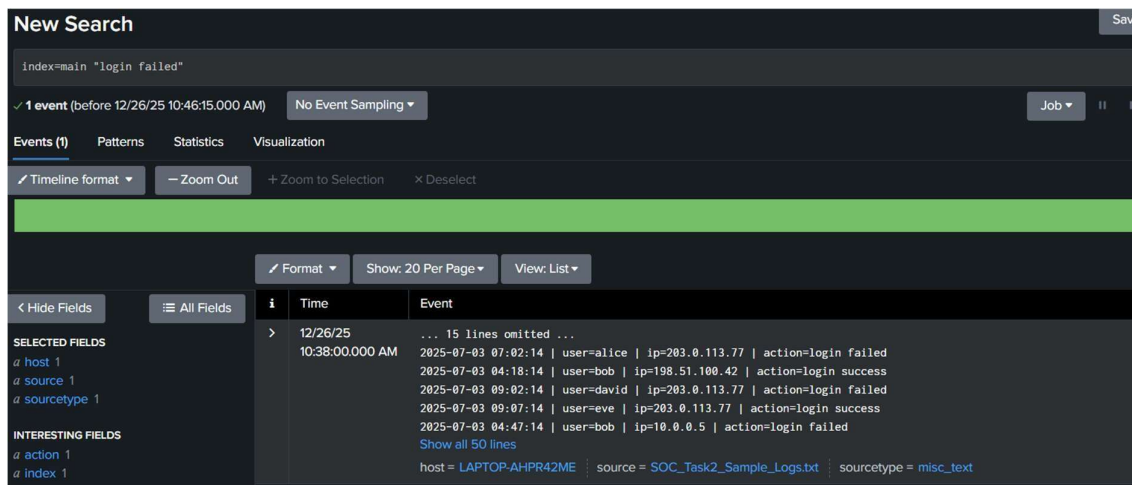 New Search
Sav
index=main "login failed"
✓ 1 event (before 12/26/25 10:46:15.000 AM)
No Event Sampling
Job
Events (1)
Patterns
Statistics
Visualization
Timeline format
— Zoom Out
+ Zoom to Selection
× Deselect
Format
Show: 20 Per Page
View: List
< Hide Fields
All Fields
i
Time
Event
SELECTED FIELDS
a host 1
a source 1
a sourcetype 1
INTERESTING FIELDS
a action 1
a index 1
>
12/26/25
10:38:00.000 AM
... 15 lines omitted ...
2025-07-03 07:02:14 | user=alice | ip=203.0.113.77 | action=login failed
2025-07-03 04:18:14 | user=bob | ip=198.51.100.42 | action=login success
2025-07-03 09:02:14 | user=david | ip=203.0.113.77 | action=login failed
2025-07-03 09:07:14 | user=eve | ip=203.0.113.77 | action=login success
2025-07-03 04:47:14 | user=bob | ip=10.0.0.5 | action=login failed
Show all 50 lines
host = LAPTOP-AHPR42ME
source = SOC_Task2_Sample_Logs.txt
sourcetype = misc_text